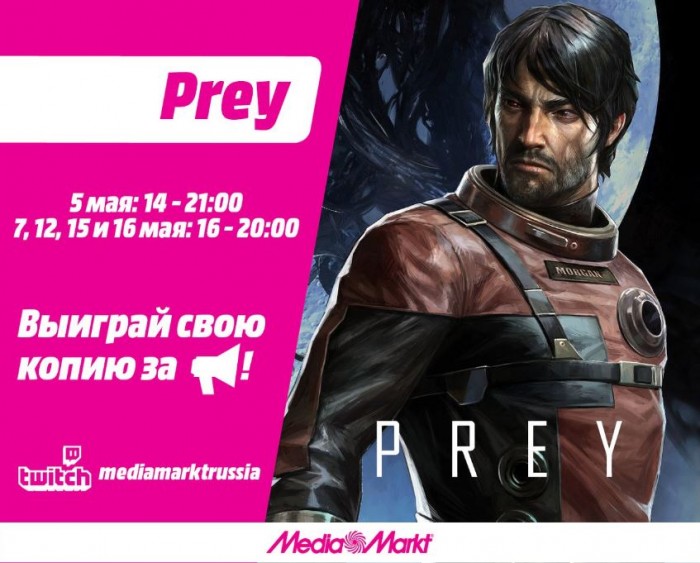 Prey
5 мая: 14 - 21:00
7, 12, 15 и 16 мая: 16 - 20:00
Выиграй свою
копию за !
twitch mediamarktrussia
MORGAN
PREY
MediaMarkt